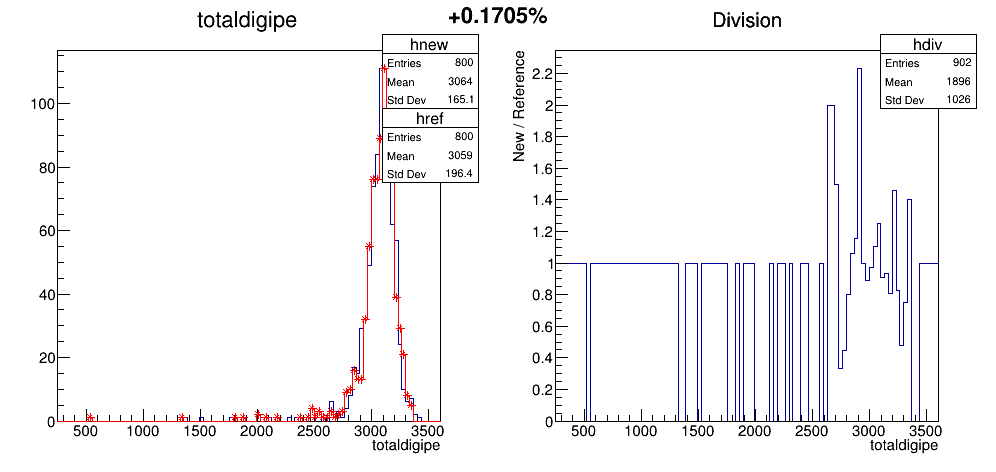 +0.1705%
totaldigipe
hnew
Entries 800
Mean 3064
Std Dev 165.1
href
Entries 800
Mean 3059
Std Dev 196.4
100
80
60
40
20
0
500 1000 1500 2000 2500 3000 3500
totaldigipe
Division
hdiv
Entries 902
Mean 1896
Std Dev 1026
New / Reference
2.2
2
1.8
1.6
1.4
1.2
1
0.8
0.6
0.4
0.2
0
500 1000 1500 2000 2500 3000 3500
totaldigipe